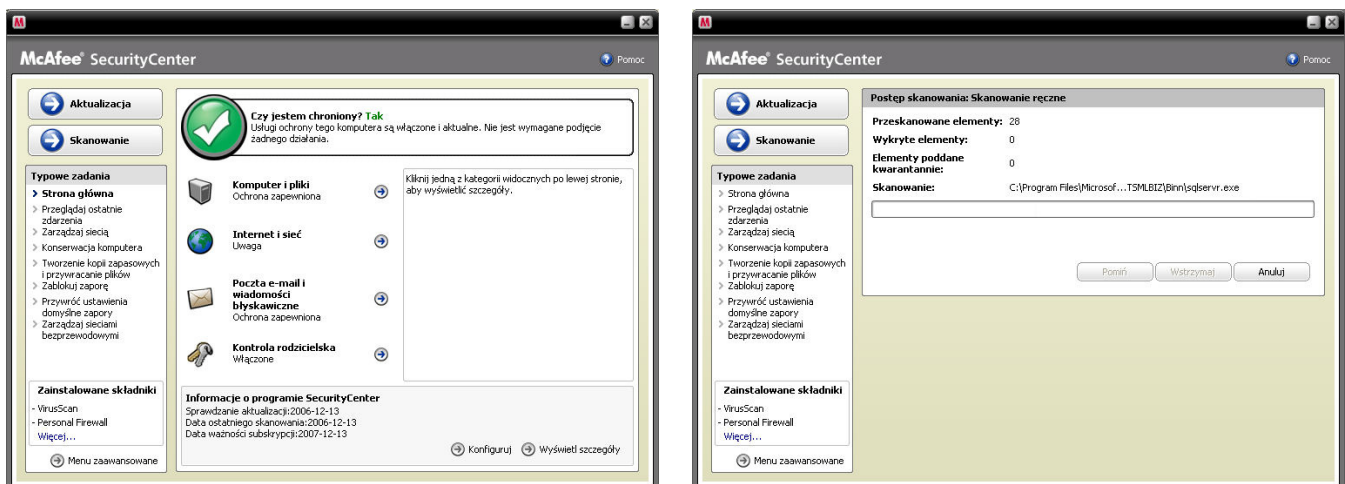 McAfee® SecurityCenter
Pomoc
Aktualizacja
Skanowanie
Typowe zadania
Strona główna
Przeglądaj ostatnie
zdarzenia
Zarządzaj siecią
Konserwacja komputera
Tworzenie kopii zapasowych
i przywracanie plików
Zablokuj zaporę
Przywróć ustawienia
domyślne zapory
Zarządzaj sieciami
bezprzewodowymi
Zainstalowane składniki
- VirusScan
- Personal Firewall
Więcej...
Menu zaawansowane
Czy jestem chroniony? Tak
Usługi ochrony tego komputera są włączone i aktualne. Nie jest wymagane podjęcie
żadnego działania.
Komputer i pliki
Ochrona zapewniona
Internet i sieć
Uwaga
Poczta e-mail i
wiadomości
błyskawiczne
Ochrona zapewniona
Kontrola rodzicielska
Włączone
Kliknij jedną z kategorii widocznych po lewej stronie,
aby wyświetlić szczegóły.
Informacje o programie SecurityCenter
Sprawdzanie aktualizacji:2006-12-13
Data ostatniego skanowania:2006-12-13
Data ważności subskrypcji:2007-12-13
Konfiguruj
Wyświetl szczegóły
McAfee® SecurityCenter
Pomoc
Aktualizacja
Skanowanie
Typowe zadania
Strona główna
Przeglądaj ostatnie
zdarzenia
Zarządzaj siecią
Konserwacja komputera
Tworzenie kopii zapasowych
i przywracanie plików
Zablokuj zaporę
Przywróć ustawienia
domyślne zapory
Zarządzaj sieciami
bezprzewodowymi
Zainstalowane składniki
- VirusScan
- Personal Firewall
Więcej...
Menu zaawansowane
Postęp skanowania: Skanowanie ręczne
Przeskanowane elementy: 28
Wykryte elementy: 0
Elementy poddane
kwarantannie: 0
Skanowanie: C:\Program Files\Microsof...TSMLBIZ\Binn\sqlservr.exe
Pomiń
Wstrzymaj
Anuluj